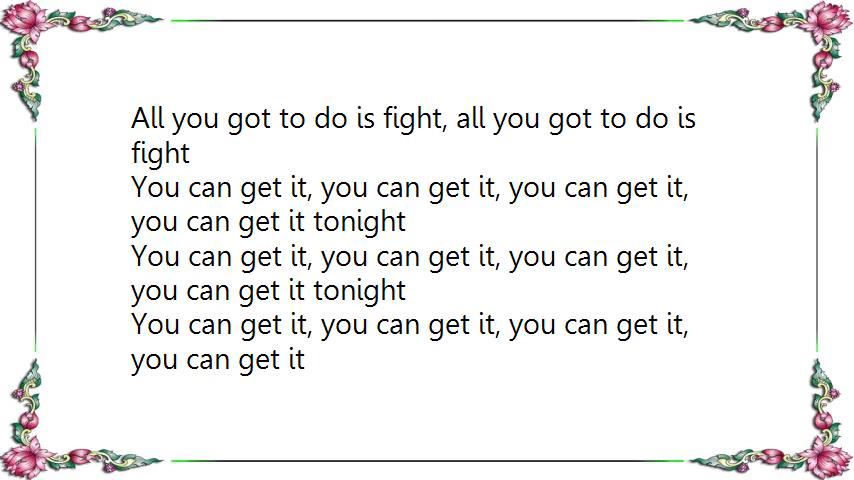 All you got to do is fight, all you got to do is
fight
You can get it, you can get it, you can get it,
you can get it tonight
You can get it, you can get it, you can get it,
you can get it tonight
You can get it, you can get it, you can get it,
you can get it